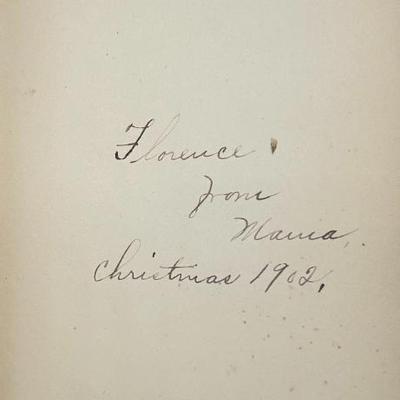 Florence
from
Mama.
Christmas 1902.